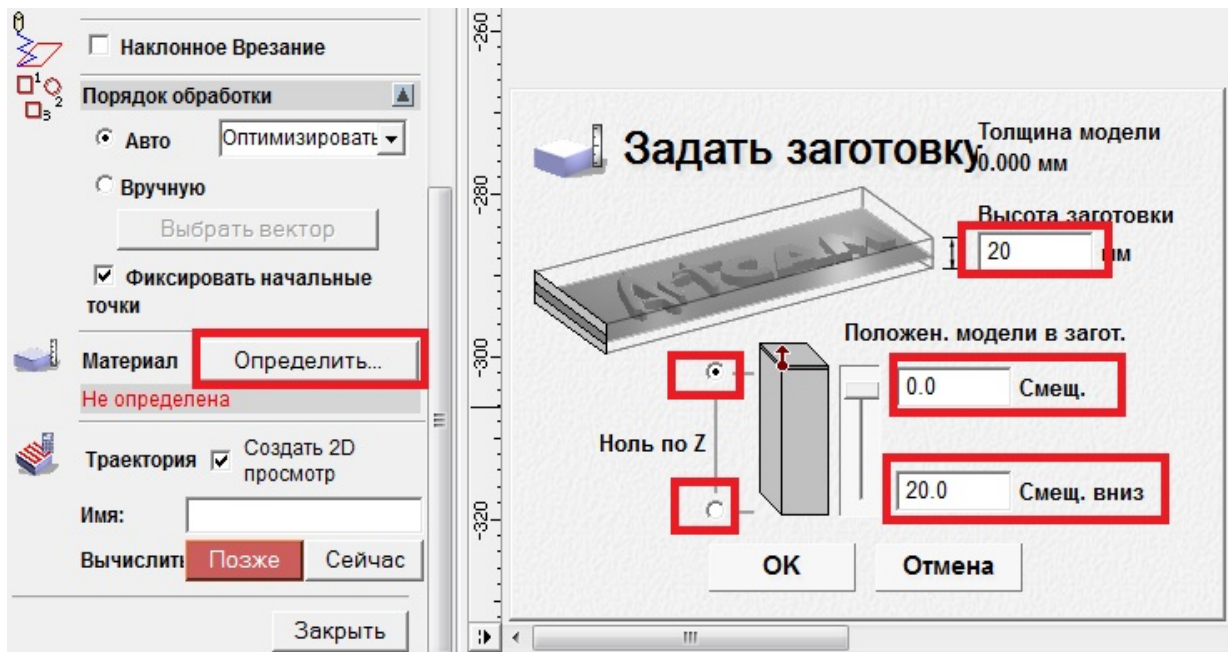 Наклонное Врезание
Порядок обработки
Авто
Оптимизировать
Вручную
Выбрать вектор
Фиксировать начальные
точки
Материал
Определить...
Не определена
Траектория
Создать 2D
просмотр
Имя:
Вычислить
Позже
Сейчас
Закрыть
-260
-280
-300
-320
Задать заготовку
Толщина модели
0.000 мм
Высота заготовки
20
мм
ArtCAM
Положен. модели в загот.
0.0
Смещ.
Ноль по Z
20.0
Смещ. вниз
OK
Отмена